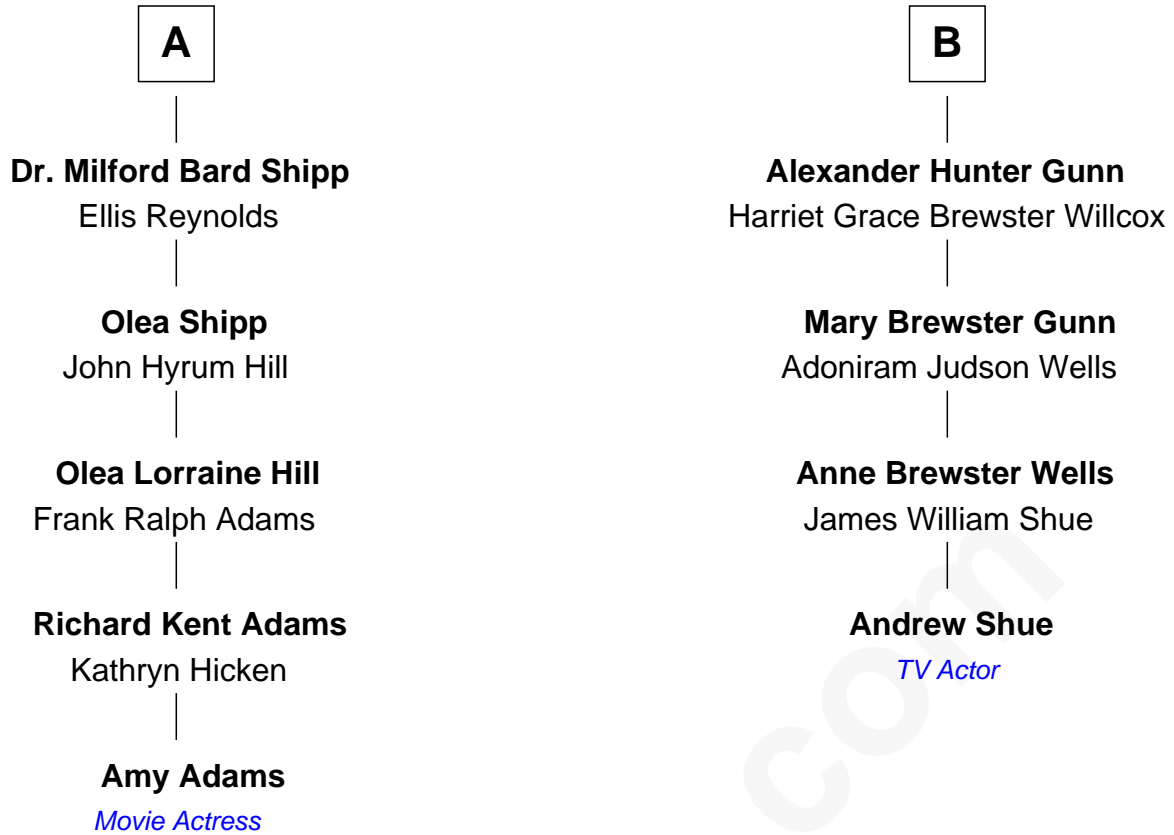 A
Dr. Milford Bard Shipp
Ellis Reynolds
Olea Shipp
John Hyrum Hill
Olea Lorraine Hill
Frank Ralph Adams
Richard Kent Adams
Kathryn Hicken
Amy Adams
Movie Actress
B
Alexander Hunter Gunn
Harriet Grace Brewster Willcox
Mary Brewster Gunn
Adoniram Judson Wells
Anne Brewster Wells
James William Shue
Andrew Shue
TV Actor
com